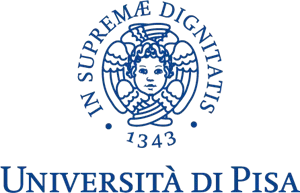 IN SUPREMÆ DIGNITATIS
· 1343 ·
UNIVERSITÀ DI PISA